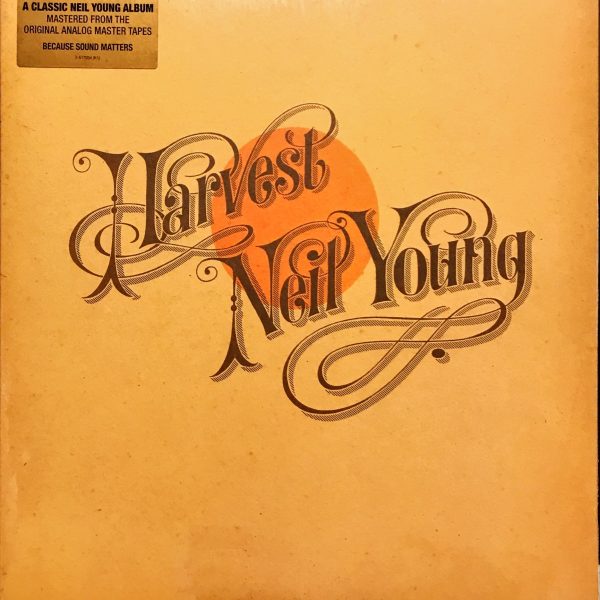 A CLASSIC NEIL YOUNG ALBUM
MASTERED FROM THE
ORIGINAL ANALOG MASTER TAPES
BECAUSE SOUND MATTERS
Harvest
Neil Young